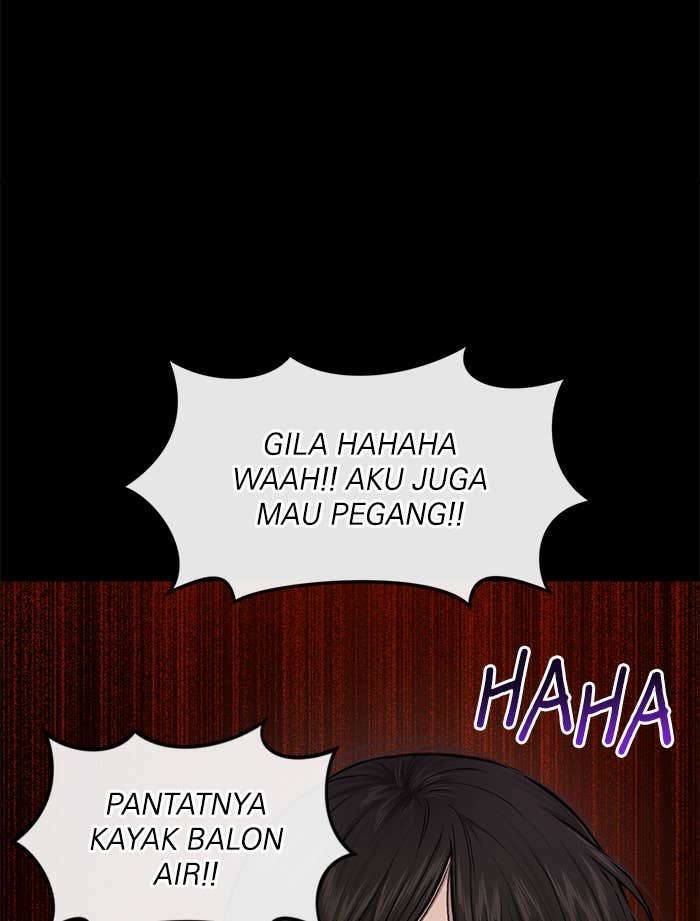 GILA HAHAHA
WAAH!! AKU JUGA
MAU PEGANG!!
HAHA
PANTATNYA
KAYAK BALON
AIR!!